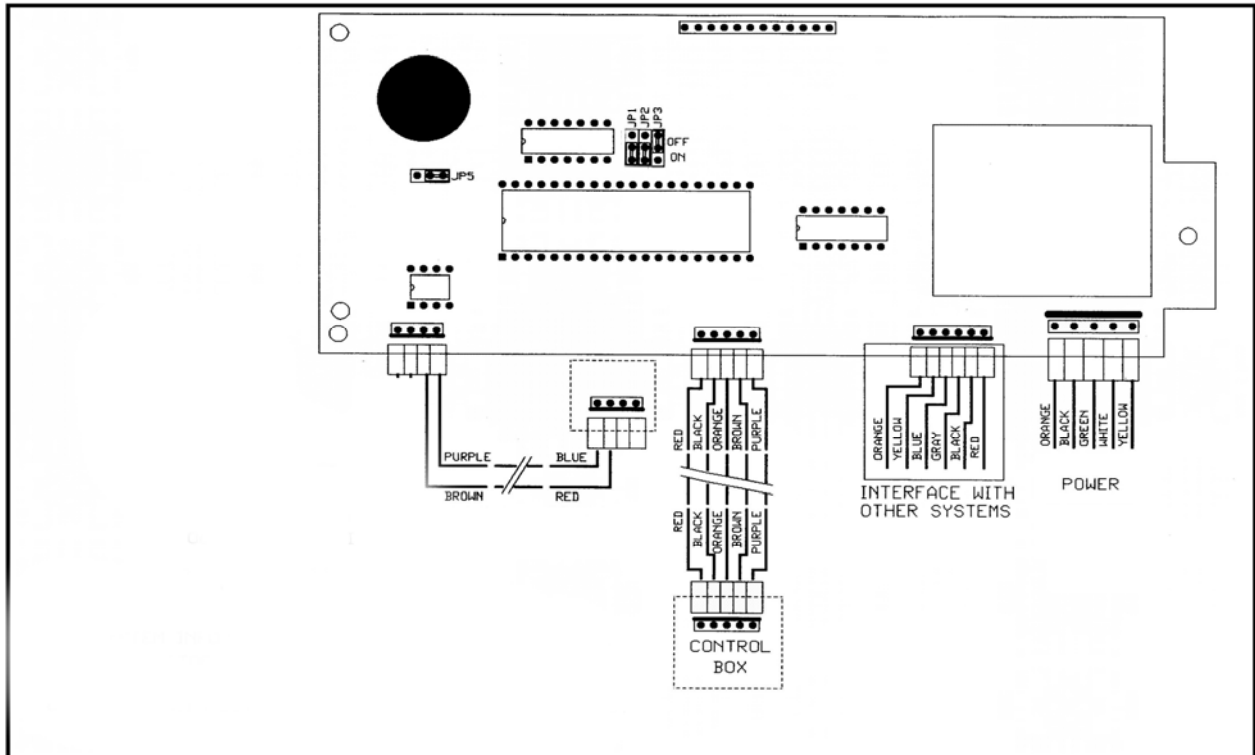 JP1
JP2
JP3
OFF
ON
JP5
PURPLE
BLUE
BROWN
RED
RED
BLACK
ORANGE
BROWN
PURPLE
RED
BLACK
ORANGE
BROWN
PURPLE
CONTROL
BOX
ORANGE
YELLOW
BLUE
GRAY
BLACK
RED
INTERFACE WITH
OTHER SYSTEMS
ORANGE
BLACK
GREEN
WHITE
YELLOW
POWER